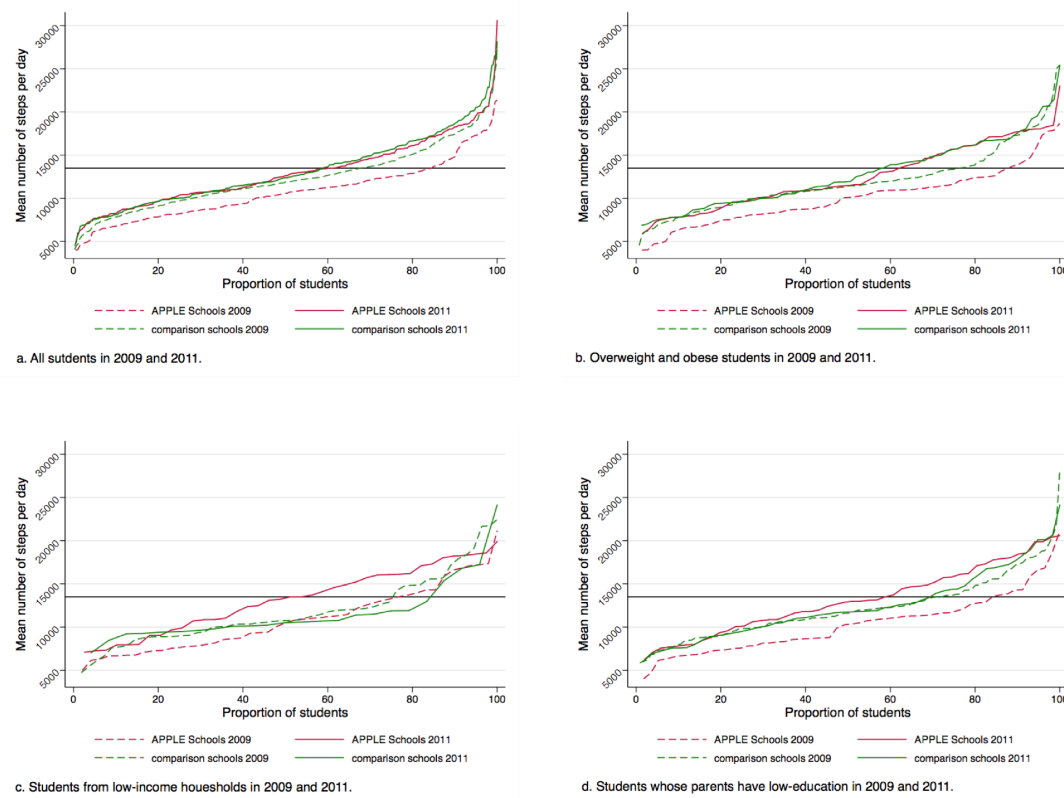 Mean number of steps per day
30000
25000
20000
15000
10000
5000
0 20 40 60 80 100
Proportion of students
APPLE Schools 2009 APPLE Schools 2011
comparison schools 2009 comparison schools 2011
a. All sutdents in 2009 and 2011.
Mean number of steps per day
30000
25000
20000
15000
10000
5000
0 20 40 60 80 100
Proportion of students
APPLE Schools 2009 APPLE Schools 2011
comparison schools 2009 comparison schools 2011
b. Overweight and obese students in 2009 and 2011.
Mean number of steps per day
30000
25000
20000
15000
10000
5000
0 20 40 60 80 100
Proportion of students
APPLE Schools 2009 APPLE Schools 2011
comparison schools 2009 comparison schools 2011
c. Students from low-income houesholds in 2009 and 2011.
Mean number of steps per day
30000
25000
20000
15000
10000
5000
0 20 40 60 80 100
Proportion of students
APPLE Schools 2009 APPLE Schools 2011
comparison schools 2009 comparison schools 2011
d. Students whose parents have low-education in 2009 and 2011.